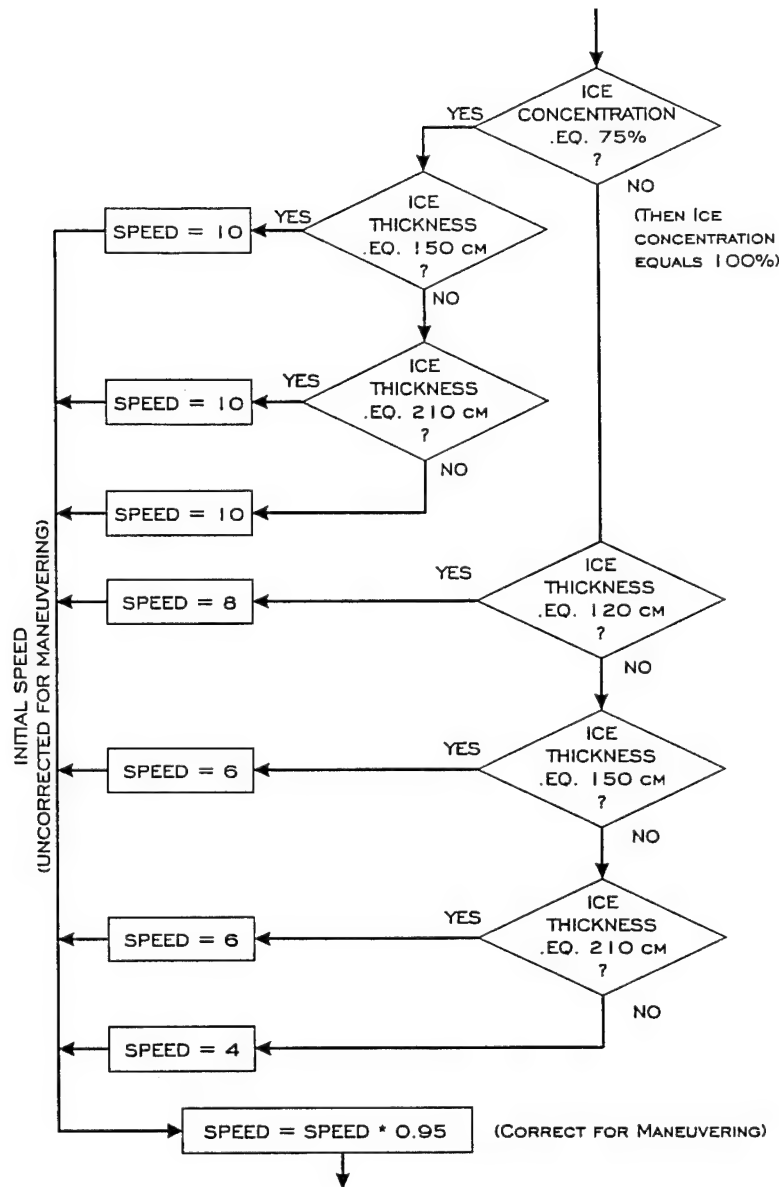 ICE
CONCENTRATION
.EQ. 75%
?
YES
NO
(THEN ICE
CONCENTRATION
EQUALS 100%)
ICE
THICKNESS
.EQ. 150 CM
?
YES
SPEED = 10
NO
ICE
THICKNESS
.EQ. 210 CM
?
YES
SPEED = 10
NO
SPEED = 10
ICE
THICKNESS
.EQ. 120 CM
?
YES
SPEED = 8
NO
ICE
THICKNESS
.EQ. 150 CM
?
YES
SPEED = 6
NO
ICE
THICKNESS
.EQ. 210 CM
?
YES
SPEED = 6
NO
SPEED = 4
INITIAL SPEED
(UNCORRECTED FOR MANEUVERING)
SPEED = SPEED * 0.95
(CORRECT FOR MANEUVERING)